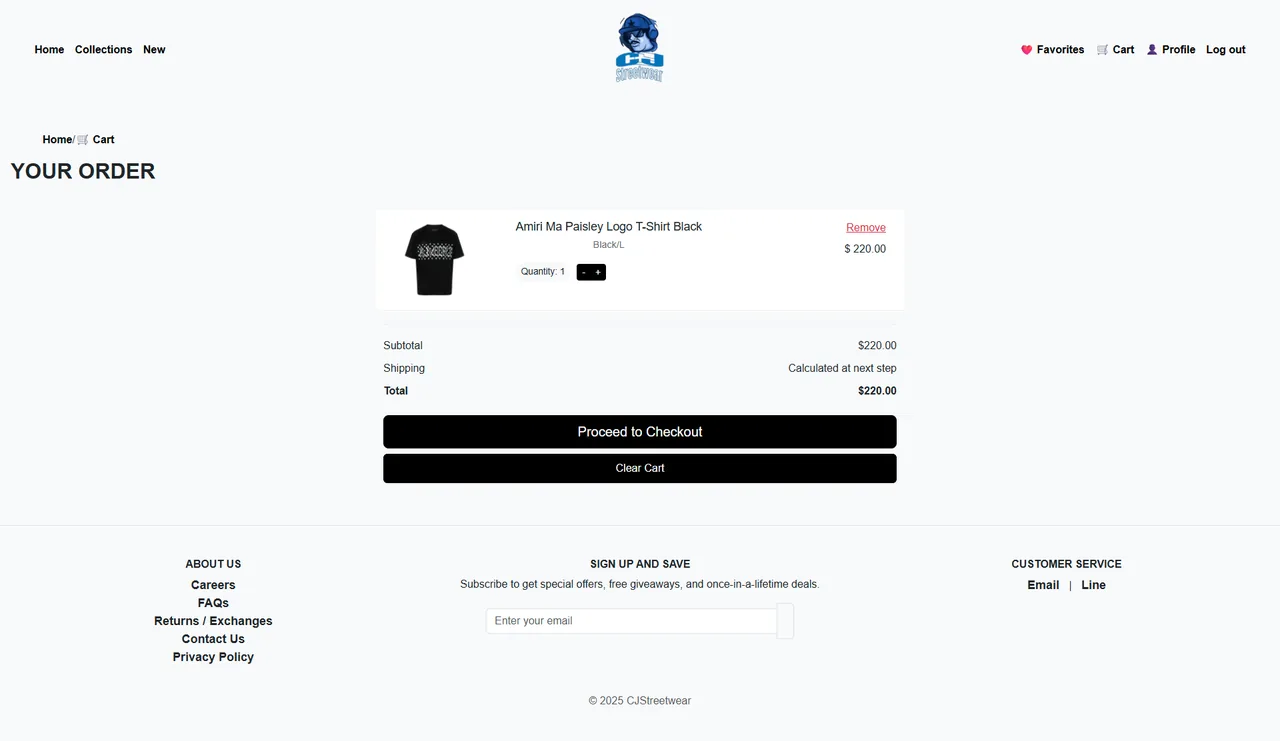 Home Collections New
CJ
Streetwear
Favorites Cart Profile Log out
Home/ Cart
YOUR ORDER
Amiri Ma Paisley Logo T-Shirt Black
Remove
Black/L
$ 220.00
Quantity: 1 - +
Subtotal $220.00
Shipping Calculated at next step
Total $220.00
Proceed to Checkout
Clear Cart
ABOUT US
Careers
FAQs
Returns / Exchanges
Contact Us
Privacy Policy
SIGN UP AND SAVE
Subscribe to get special offers, free giveaways, and once-in-a-lifetime deals.
Enter your email
CUSTOMER SERVICE
Email | Line
© 2025 CJStreetwear